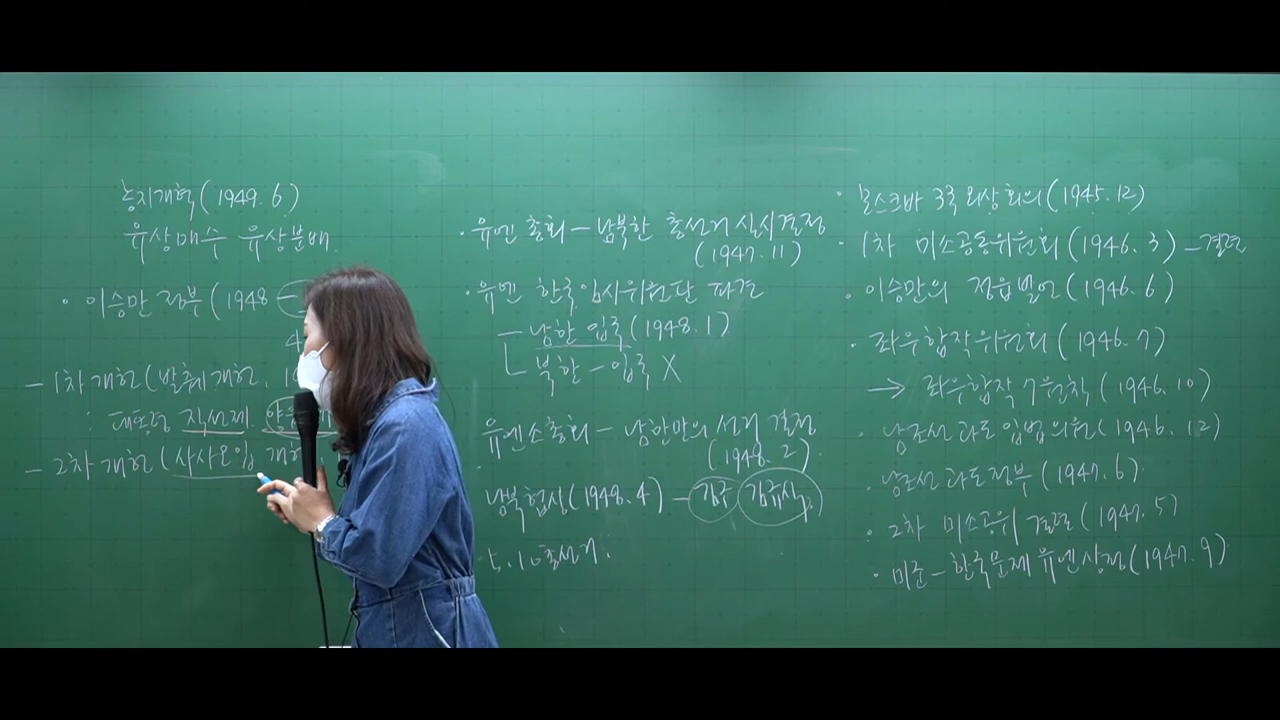 농지개혁(1949.6)
유상매수 유상분배
· 이승만 정부(1948 –
4
– 1차 개헌(발췌개헌, 1
: 대통령 직선제
– 2차 개헌(사사오입 개헌
· 유엔 총회 – 남북한 총선거 실시결정
(1947.11)
· 유엔 한국임시위원단 파견
남한 입국(1948.1)
북한 – 입국 X
· 유엔소총회 – 남한만의 선거 결정
(1948.2)
남북협상(1948.4) – 김구 김규식
· 5.10총선거.
· 모스크바 3국 외상 회의(1945.12)
· 1차 미소공동위원회(1946.3) – 결렬
· 이승만의 정읍발언(1946.6)
· 좌우합작위원회(1946.7)
→ 좌우합작 7원칙(1946.10)
· 남조선 과도 입법의원(1946.12)
· 남조선 과도정부(1947.6)
· 2차 미소공위 결렬(1947.5)
· 미군 – 한국문제 유엔상정(1947.9)